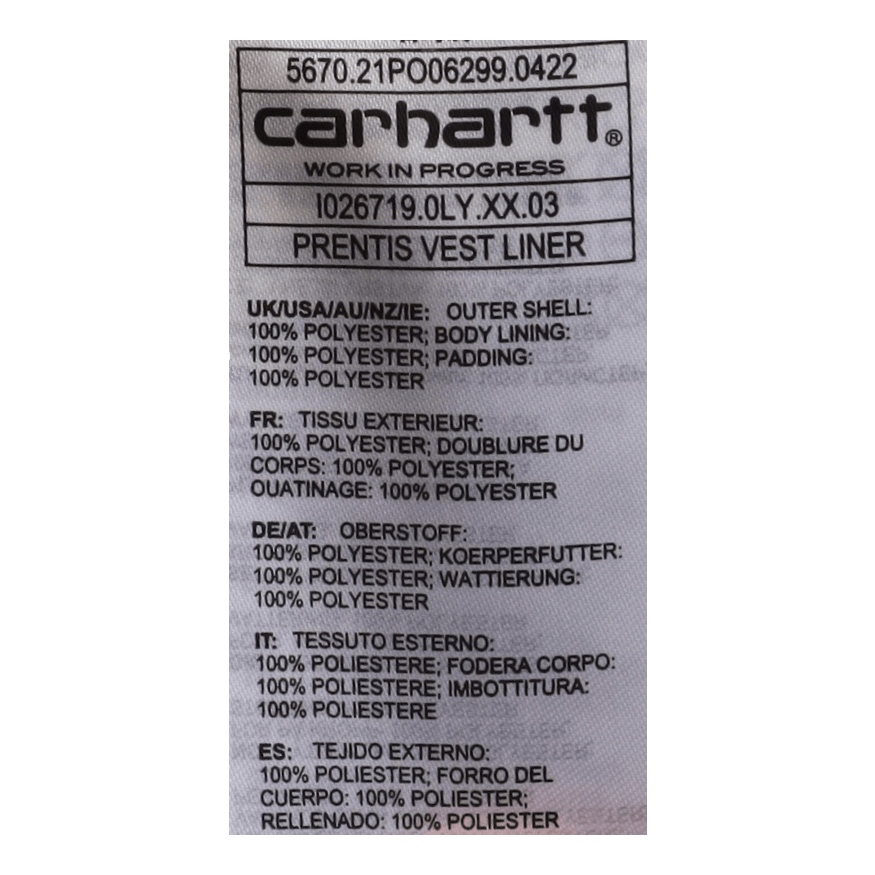 5670.21PO06299.0422
carhartt®
WORK IN PROGRESS
I026719.0LY.XX.03
PRENTIS VEST LINER
UK/USA/AU/NZ/IE: OUTER SHELL:
100% POLYESTER; BODY LINING:
100% POLYESTER; PADDING:
100% POLYESTER
FR: TISSU EXTERIEUR:
100% POLYESTER; DOUBLURE DU
CORPS: 100% POLYESTER;
OUATINAGE: 100% POLYESTER
DE/AT: OBERSTOFF:
100% POLYESTER; KOERPERFUTTER:
100% POLYESTER; WATTIERUNG:
100% POLYESTER
IT: TESSUTO ESTERNO:
100% POLIESTERE; FODERA CORPO:
100% POLIESTERE; IMBOTTITURA:
100% POLIESTERE
ES: TEJIDO EXTERNO:
100% POLIESTER; FORRO DEL
CUERPO: 100% POLIESTER;
RELLENADO: 100% POLIESTER